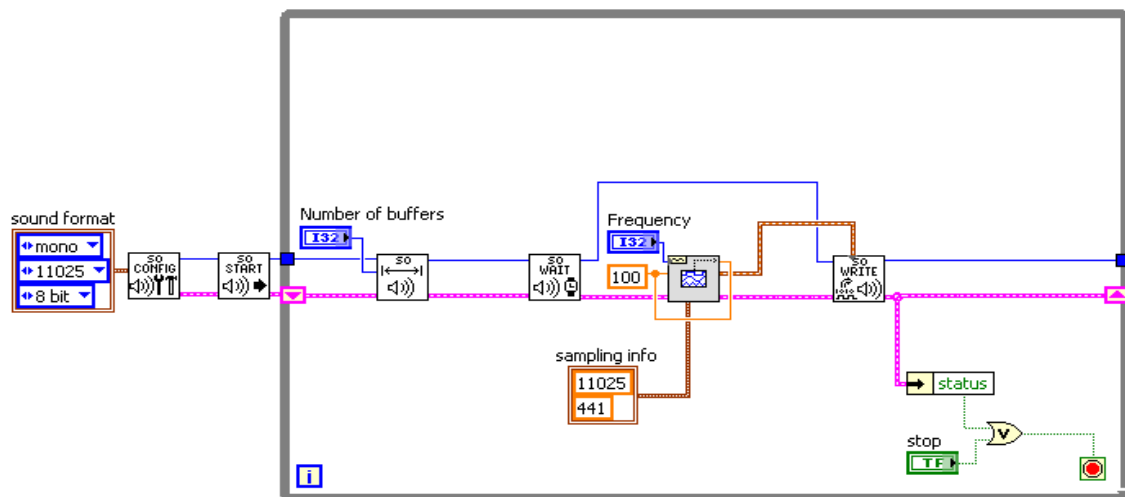 sound format
mono
11025
8 bit
SO
CONFIG
SO
START
Number of buffers
I32
SO
SO
WAIT
Frequency
I32
100
SO
WRITE
sampling info
11025
441
status
stop
TF
V
i